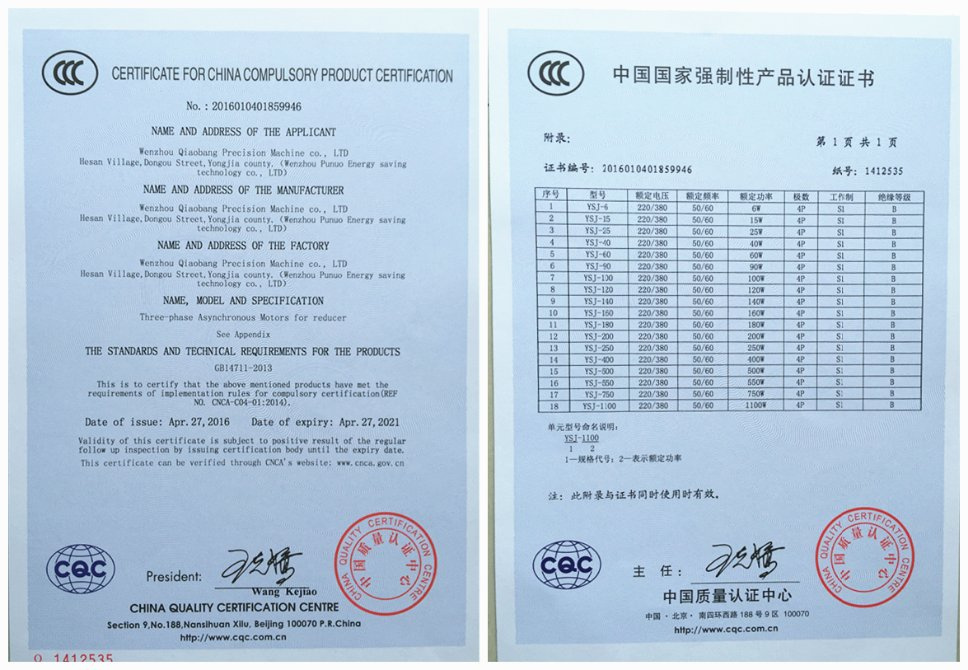 CCC
CERTIFICATE FOR CHINA COMPULSORY PRODUCT CERTIFICATION
No.: 2016010401859946
NAME AND ADDRESS OF THE APPLICANT
Wenzhou Qiaobang Precision Machine co., LTD
Hesan Village,Dongou Street,Yongjia county. (Wenzhou Punuo Energy saving
technology co., LTD)
NAME AND ADDRESS OF THE MANUFACTURER
Wenzhou Qiaobang Precision Machine co., LTD
Hesan Village,Dongou Street,Yongjia county. (Wenzhou Punuo Energy saving
technology co., LTD)
NAME AND ADDRESS OF THE FACTORY
Wenzhou Qiaobang Precision Machine co., LTD
Hesan Village,Dongou Street,Yongjia county. (Wenzhou Punuo Energy saving
technology co., LTD)
NAME, MODEL AND SPECIFICATION
Three-phase Asynchronous Motors for reducer
See Appendix
THE STANDARDS AND TECHNICAL REQUIREMENTS FOR THE PRODUCTS
GB14711-2013
This is to certify that the above mentioned products have met the
requirements of implementation rules for compulsory certification(REF
NO. CNCA-C04-01:2014).
Date of issue: Apr.27,2016 Date of expiry: Apr.27,2021
Validity of this certificate is subject to positive result of the regular
follow up inspection by issuing certification body until the expiry date.
This certificate can be verified through CNCA's website: www.cnca.gov.cn
CQC
President:
Wang Kejiao
CHINA QUALITY CERTIFICATION CENTRE
中国质量认证中心
CHINA QUALITY CERTIFICATION CENTRE
Section 9,No.188,Nansihuan Xilu, Beijing 100070 P.R.China
http://www.cqc.com.cn
1412535
CCC
中国国家强制性产品认证证书
附录:
第 1 页 共 1 页
证书编号: 2016010401859946
纸号: 1412535
序号 型号 额定电压 额定频率 额定功率 极数 工作制 绝缘等级
1 YSJ-6 220/380 50/60 6W 4P S1 B
2 YSJ-15 220/380 50/60 15W 4P S1 B
3 YSJ-25 220/380 50/60 25W 4P S1 B
4 YSJ-40 220/380 50/60 40W 4P S1 B
5 YSJ-60 220/380 50/60 60W 4P S1 B
6 YSJ-90 220/380 50/60 90W 4P S1 B
7 YSJ-100 220/380 50/60 100W 4P S1 B
8 YSJ-120 220/380 50/60 120W 4P S1 B
9 YSJ-140 220/380 50/60 140W 4P S1 B
10 YSJ-160 220/380 50/60 160W 4P S1 B
11 YSJ-180 220/380 50/60 180W 4P S1 B
12 YSJ-200 220/380 50/60 200W 4P S1 B
13 YSJ-250 220/380 50/60 250W 4P S1 B
14 YSJ-400 220/380 50/60 400W 4P S1 B
15 YSJ-500 220/380 50/60 500W 4P S1 B
16 YSJ-550 220/380 50/60 550W 4P S1 B
17 YSJ-750 220/380 50/60 750W 4P S1 B
18 YSJ-1100 220/380 50/60 1100W 4P S1 B
单元型号命名说明:
YSJ-1100
1 2
1—规格代号; 2—表示额定功率
注: 此附录与证书同时使用时有效。
CQC
主 任:
CHINA QUALITY CERTIFICATION CENTRE
中国质量认证中心
中国质量认证中心
中国·北京·南四环西路 188 号 9 区 100070
http://www.cqc.com.cn